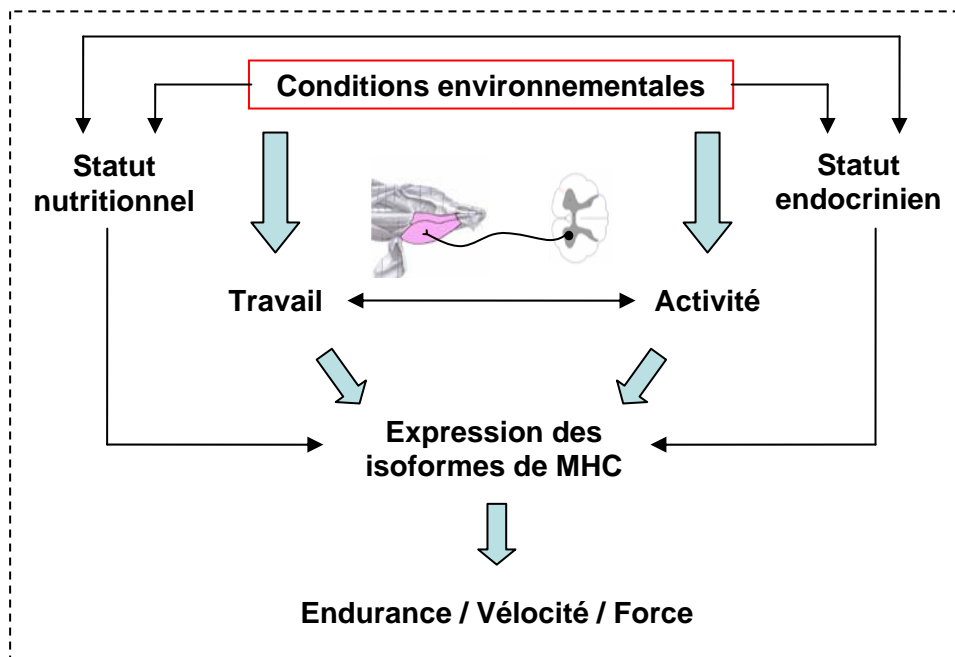 Conditions environnementales
Statut
nutritionnel
Statut
endocrinien
Travail
Activité
Expression des
isoformes de MHC
Endurance / Vélocité / Force